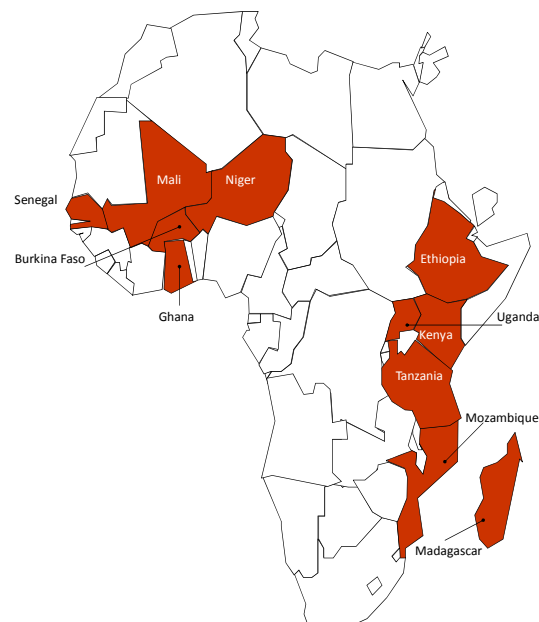 Mali
Niger
Senegal
Burkina Faso
Ethiopia
Ghana
Uganda
Kenya
Tanzania
Mozambique
Madagascar